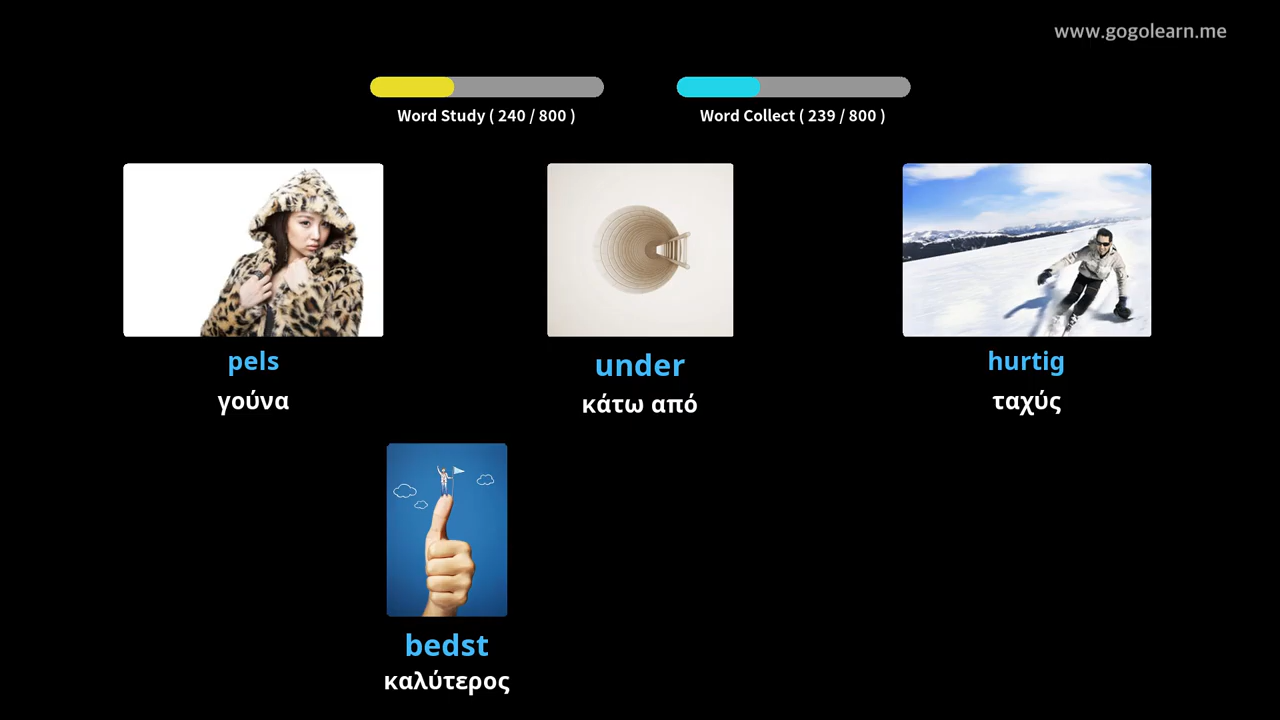 www.gogolearn.me
Word Study ( 240 / 800 )
Word Collect ( 239 / 800 )
pels
γούνα
under
κάτω από
hurtig
ταχύς
bedst
καλύτερος